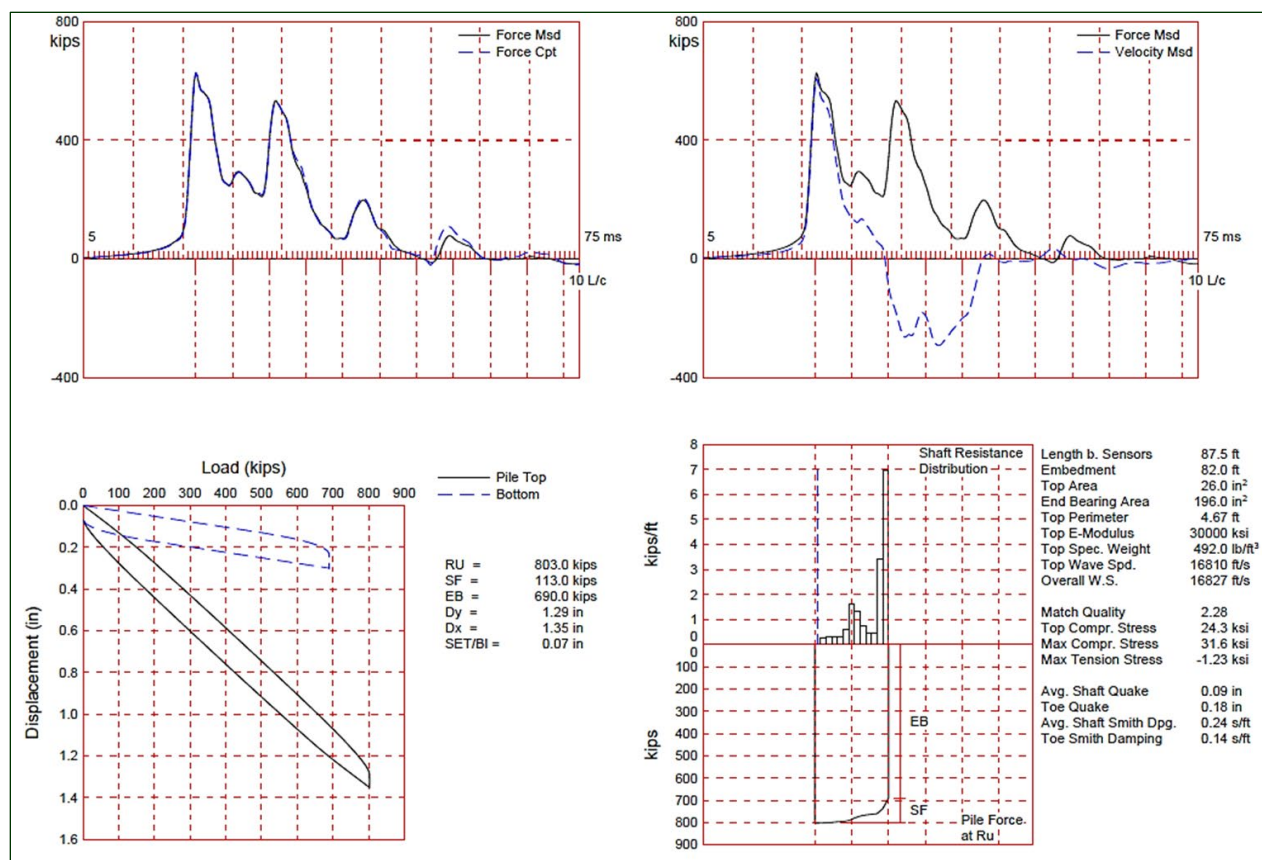 800
kips
400
0
-400
Force Msd
Force Cpt
5
75 ms
10 L/c
800
kips
400
0
-400
Force Msd
Velocity Msd
5
75 ms
10 L/c
Load (kips)
0 100 200 300 400 500 600 700 800 900
Displacement (in)
0.0
0.2
0.4
0.6
0.8
1.0
1.2
1.4
1.6
Pile Top
Bottom
RU = 803.0 kips
SF = 113.0 kips
EB = 690.0 kips
Dy = 1.29 in
Dx = 1.35 in
SET/BI = 0.07 in
kips/ft
8
7
6
5
4
3
2
1
0
Shaft Resistance
Distribution
kips
0
100
200
300
400
500
600
700
800
900
EB
SF
Pile Force
at Ru
Length b. Sensors 87.5 ft
Embedment 82.0 ft
Top Area 26.0 in²
End Bearing Area 196.0 in²
Top Perimeter 4.67 ft
Top E-Modulus 30000 ksi
Top Spec. Weight 492.0 lb/ft³
Top Wave Spd. 16810 ft/s
Overall W.S. 16827 ft/s
Match Quality 2.28
Top Compr. Stress 24.3 ksi
Max Compr. Stress 31.6 ksi
Max Tension Stress -1.23 ksi
Avg. Shaft Quake 0.09 in
Toe Quake 0.18 in
Avg. Shaft Smith Dpg. 0.24 s/ft
Toe Smith Damping 0.14 s/ft